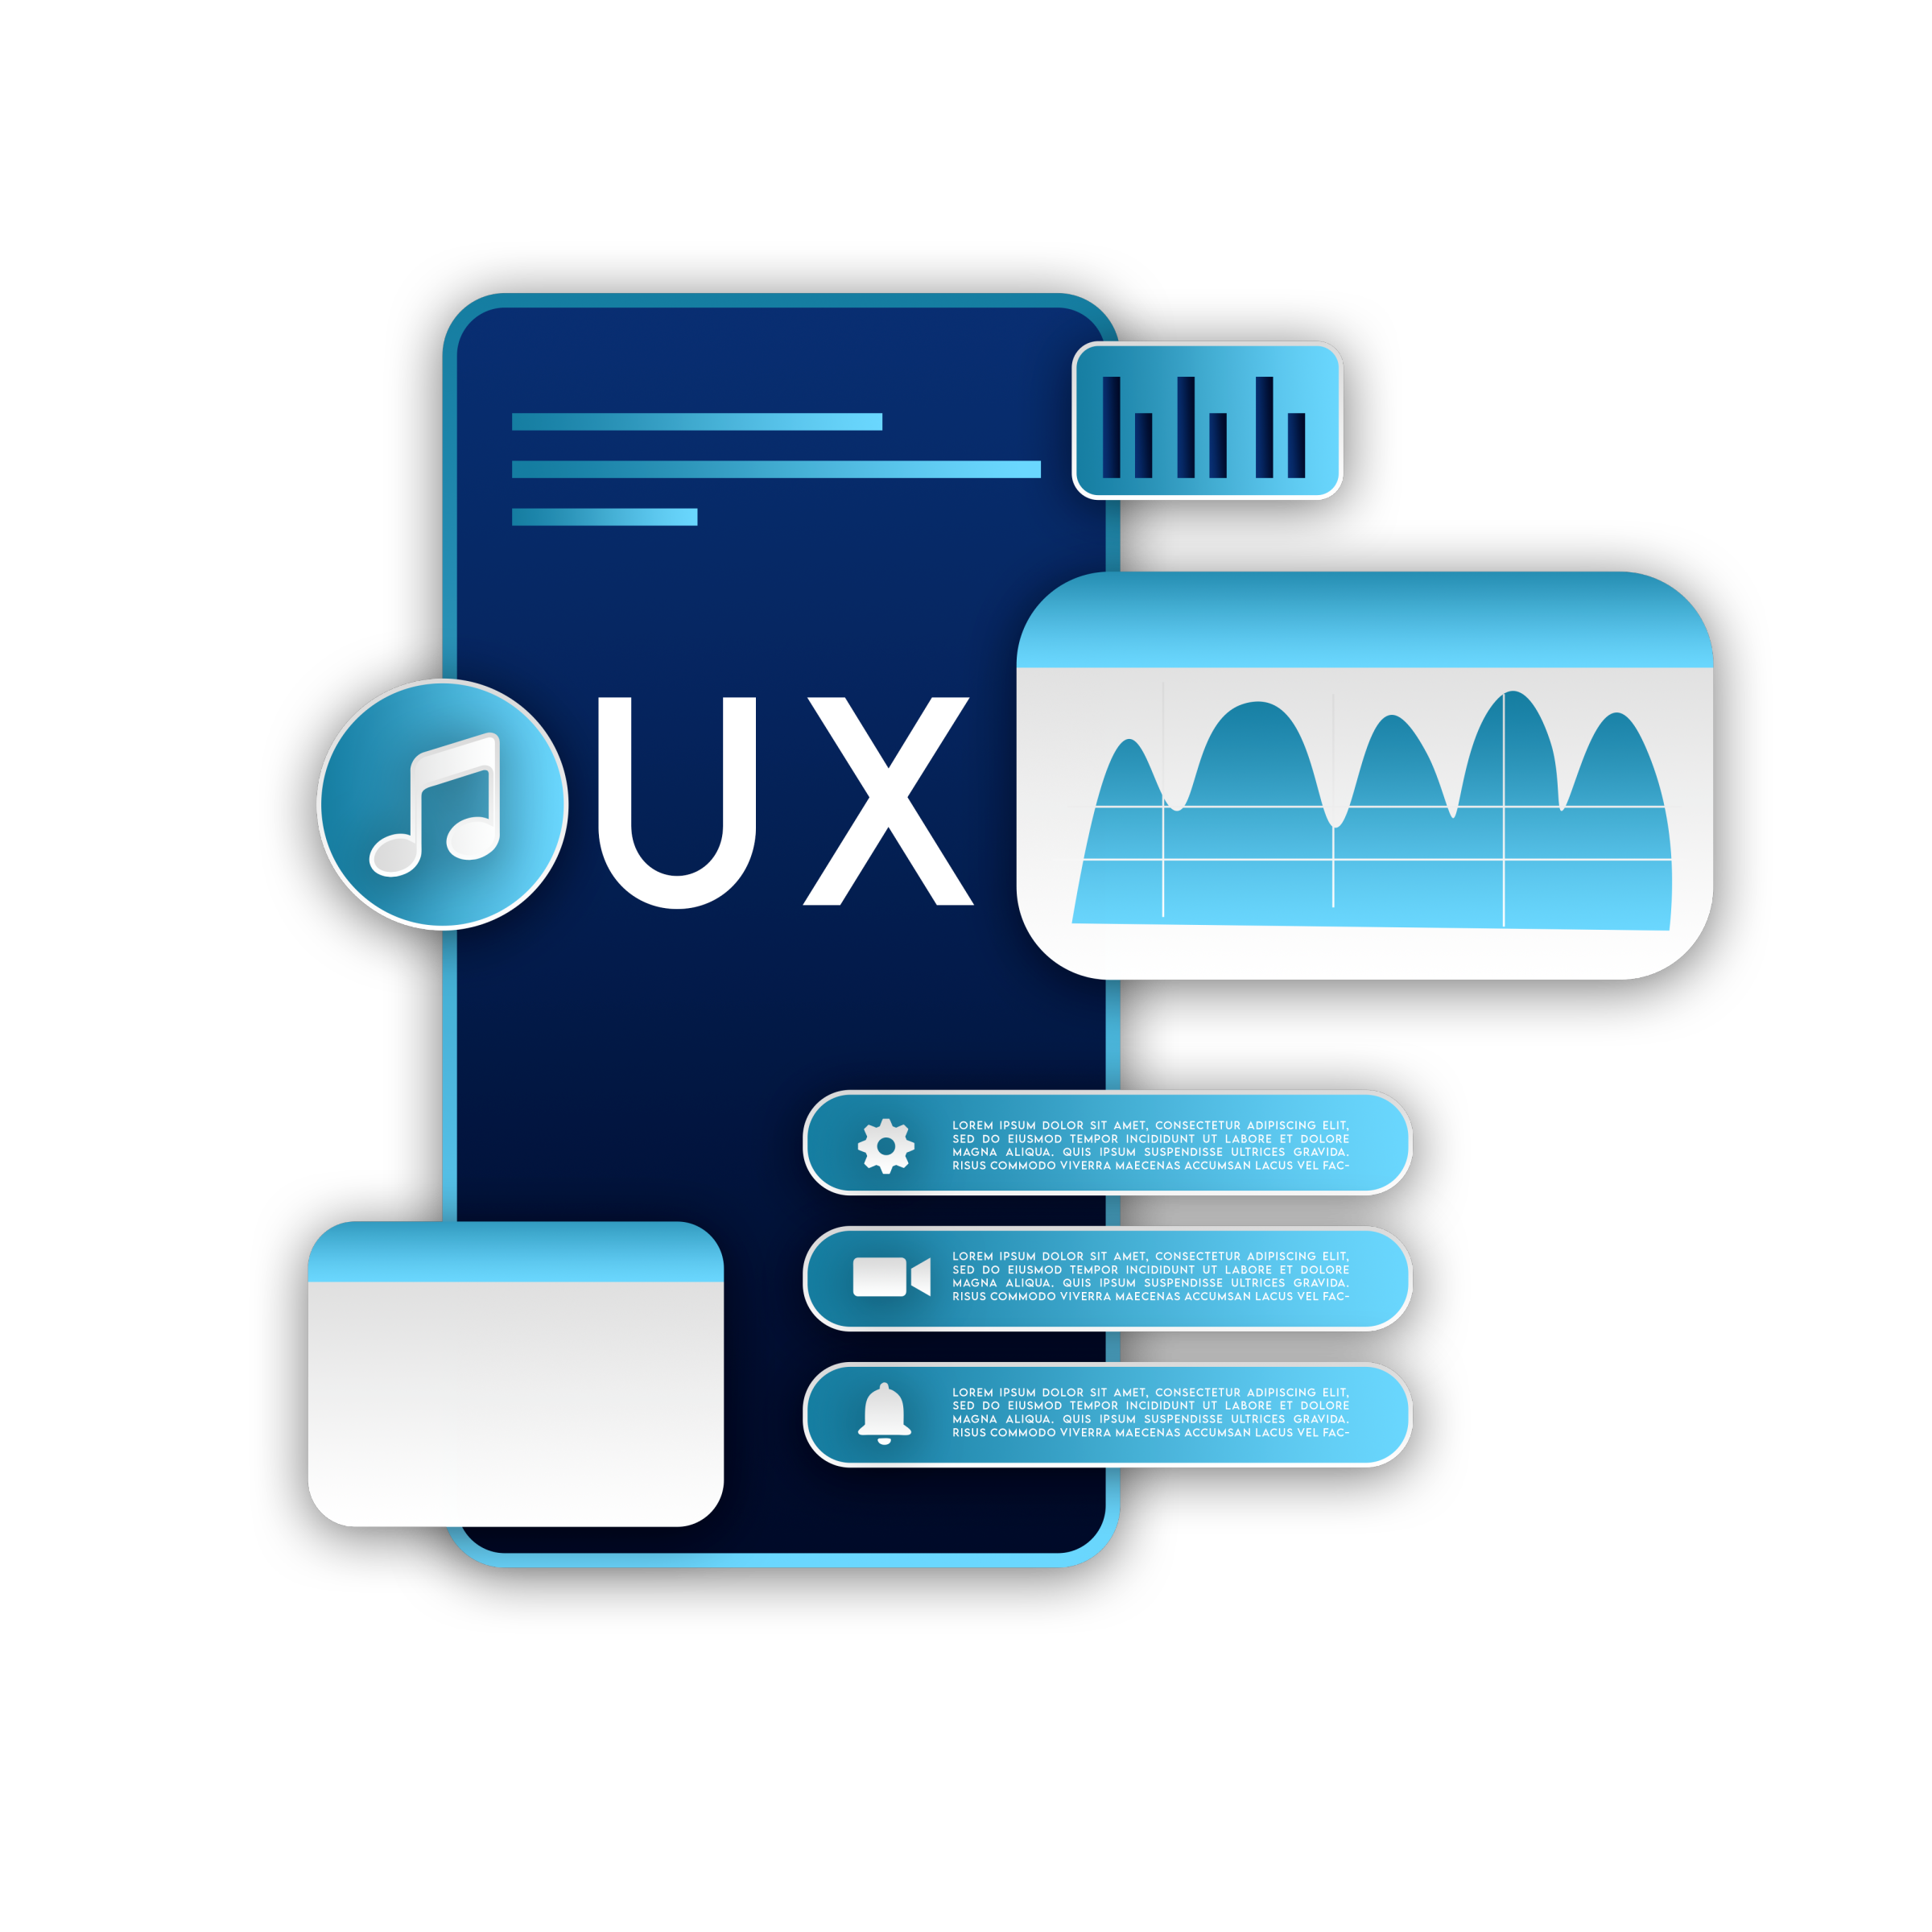 UX
LOREM IPSUM DOLOR SIT AMET, CONSECTETUR ADIPISCING ELIT,
SED DO EIUSMOD TEMPOR INCIDIDUNT UT LABORE ET DOLORE
MAGNA ALIQUA. QUIS IPSUM SUSPENDISSE ULTRICES GRAVIDA.
RISUS COMMODO VIVERRA MAECENAS ACCUMSAN LACUS VEL FAC-
LOREM IPSUM DOLOR SIT AMET, CONSECTETUR ADIPISCING ELIT,
SED DO EIUSMOD TEMPOR INCIDIDUNT UT LABORE ET DOLORE
MAGNA ALIQUA. QUIS IPSUM SUSPENDISSE ULTRICES GRAVIDA.
RISUS COMMODO VIVERRA MAECENAS ACCUMSAN LACUS VEL FAC-
LOREM IPSUM DOLOR SIT AMET, CONSECTETUR ADIPISCING ELIT,
SED DO EIUSMOD TEMPOR INCIDIDUNT UT LABORE ET DOLORE
MAGNA ALIQUA. QUIS IPSUM SUSPENDISSE ULTRICES GRAVIDA.
RISUS COMMODO VIVERRA MAECENAS ACCUMSAN LACUS VEL FAC-